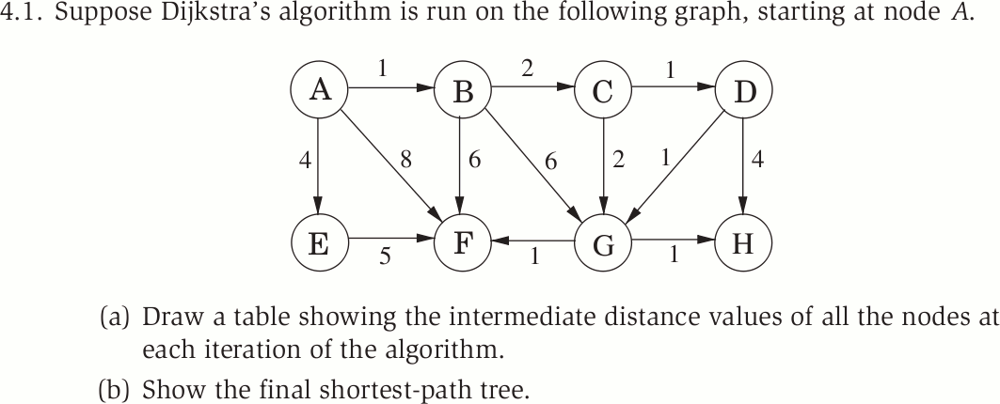 4.1. Suppose Dijkstra’s algorithm is run on the following graph, starting at node A.
1 2 1
A B C D
4 8 6 6 2 1 4
E F G H
5 1 1
(a) Draw a table showing the intermediate distance values of all the nodes at
each iteration of the algorithm.
(b) Show the final shortest-path tree.